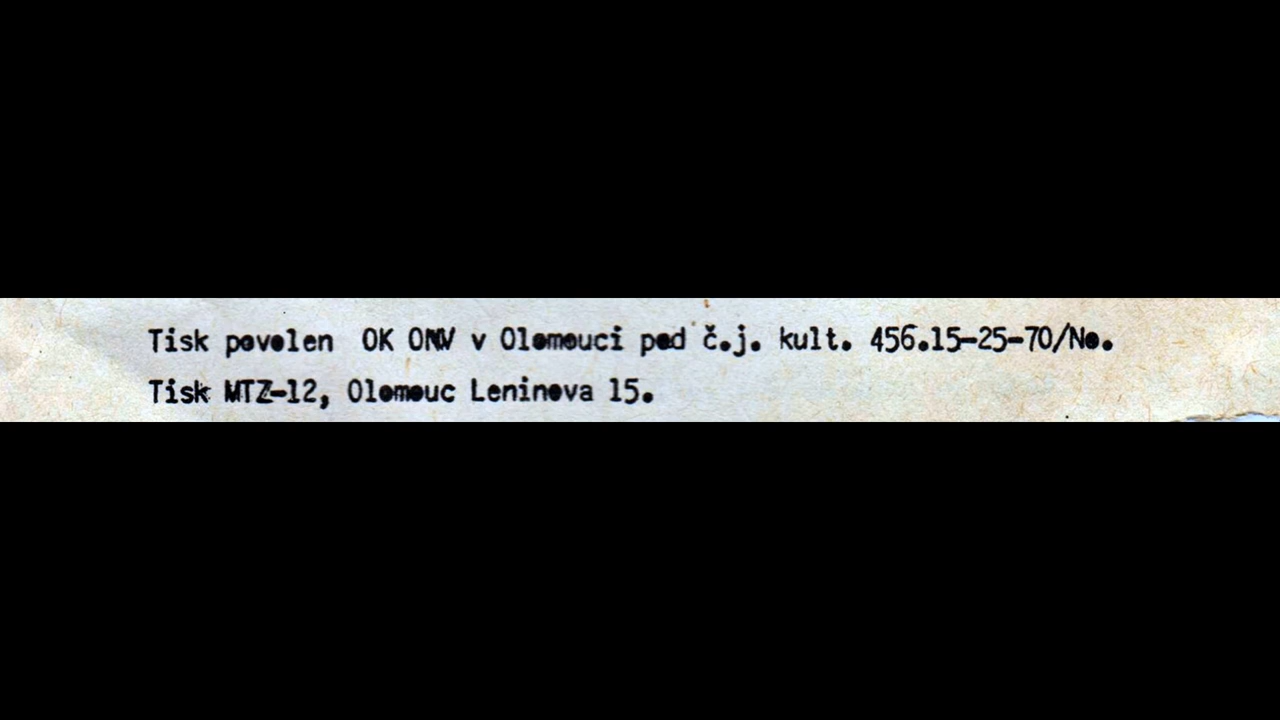 Tisk povolen OK ONV v Olomouci pod č.j. kult. 456.15-25-70/No.
Tisk MTZ-12, Olomouc Leninova 15.